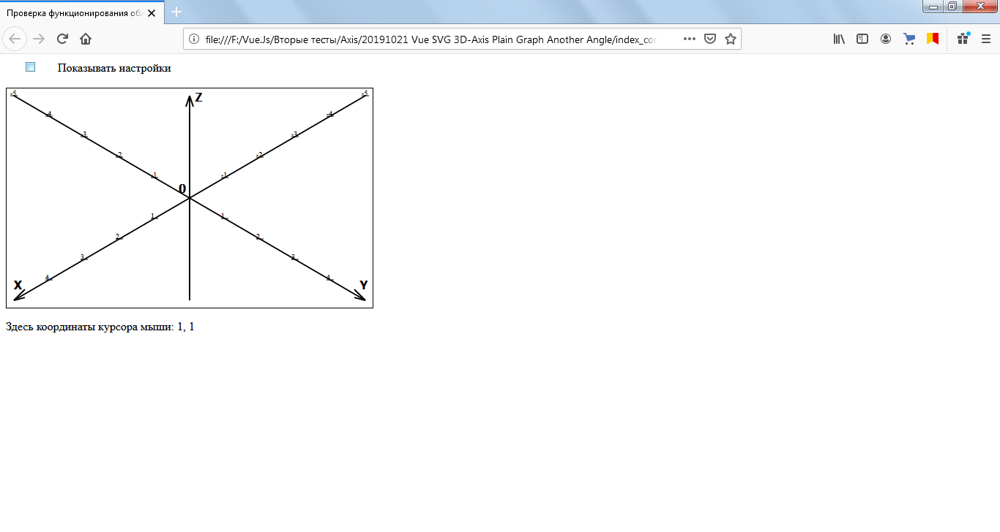 Проверка функционирования обл
file:///F:/Vue.Js/Вторые тесты/Axis/20191021 Vue SVG 3D-Axis Plain Graph Another Angle/index_cor
Показывать настройки
-5 Z -5
-4 -4
-3 -3
-2 -2
-1 -1
0
1 1
2 2
3 3
4 4
X Y
Здесь координаты курсора мыши: 1, 1